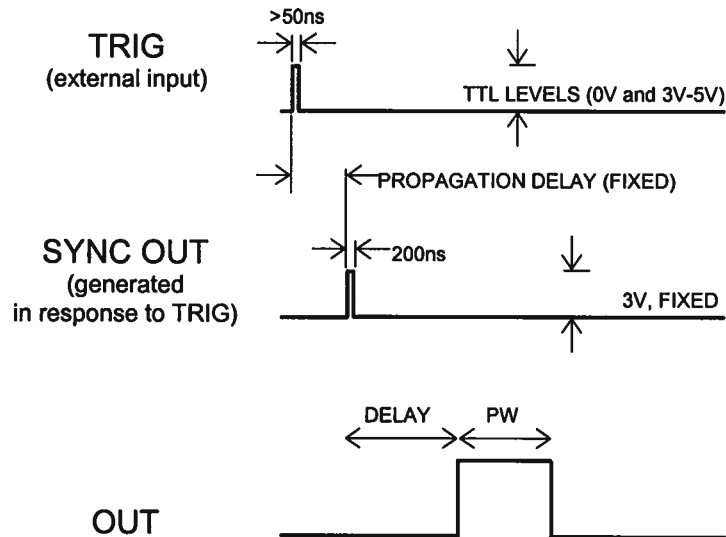 >50ns
TRIG
(external input)
TTL LEVELS (0V and 3V-5V)
PROPAGATION DELAY (FIXED)
SYNC OUT
(generated
in response to TRIG)
200ns
3V, FIXED
DELAY
PW
OUT